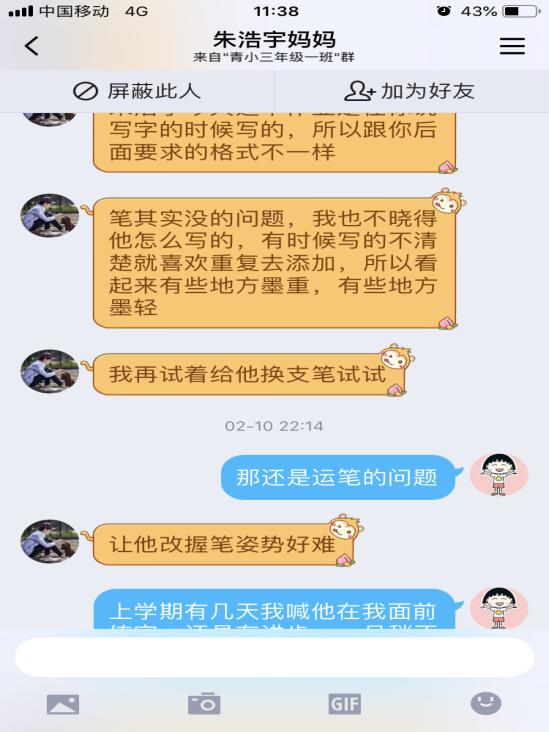 中国移动 4G 11:38 43%
朱浩宇妈妈
来自"青小三年级一班"群
屏蔽此人 加为好友
写字的时候写的，所以跟你后
面要求的格式不一样
笔其实没的问题，我也不晓得
他怎么写的，有时候写的不清
楚就喜欢重复去添加，所以看
起来有些地方墨重，有些地方
墨轻
我再试着给他换支笔试试
02-10 22:14
那还是运笔的问题
让他改握笔姿势好难
上学期有几天我喊他在我面前
GIF